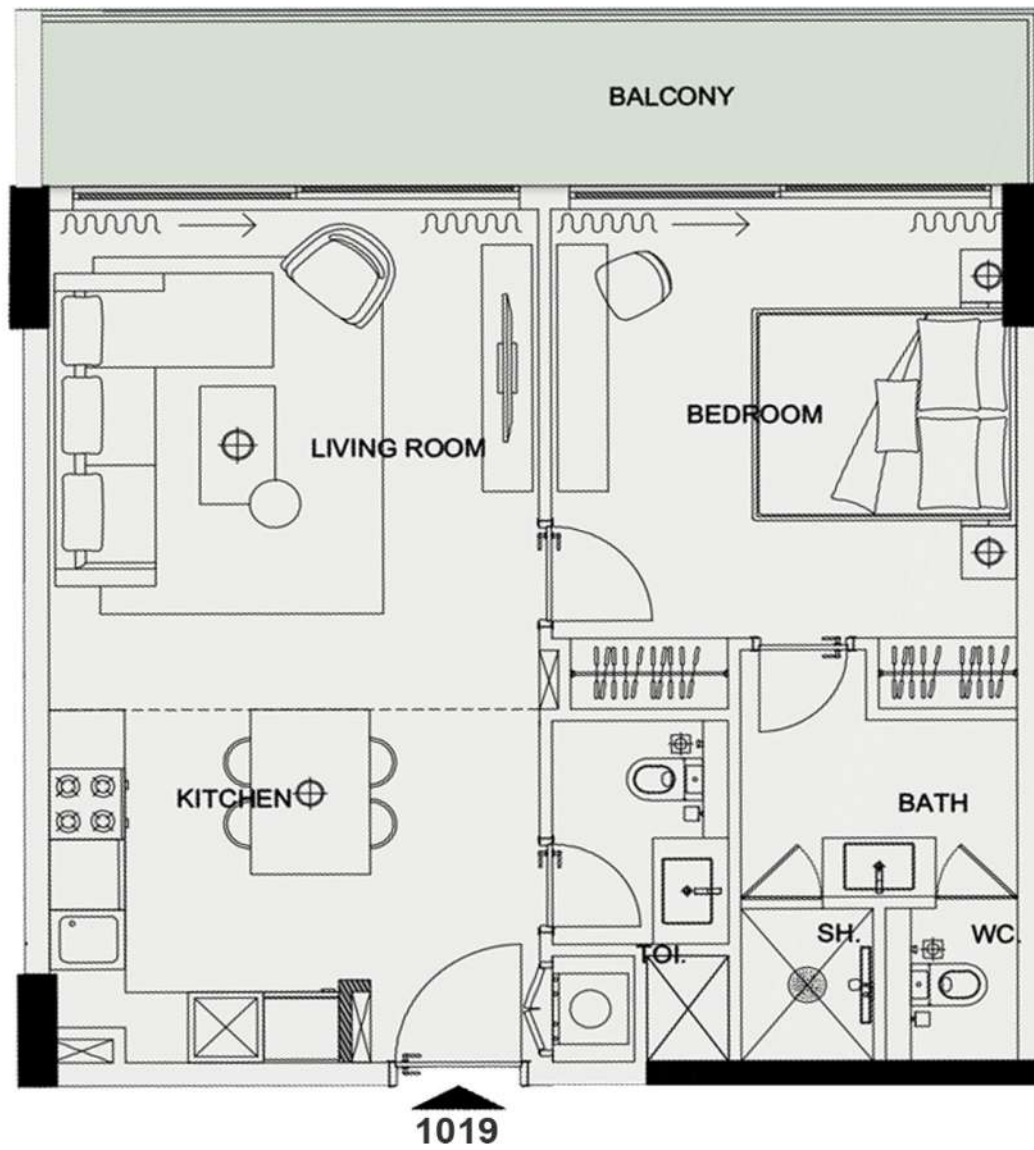 BALCONY
LIVING ROOM
BEDROOM
KITCHEN
BATH
TOI.
SH.
WC.
1019